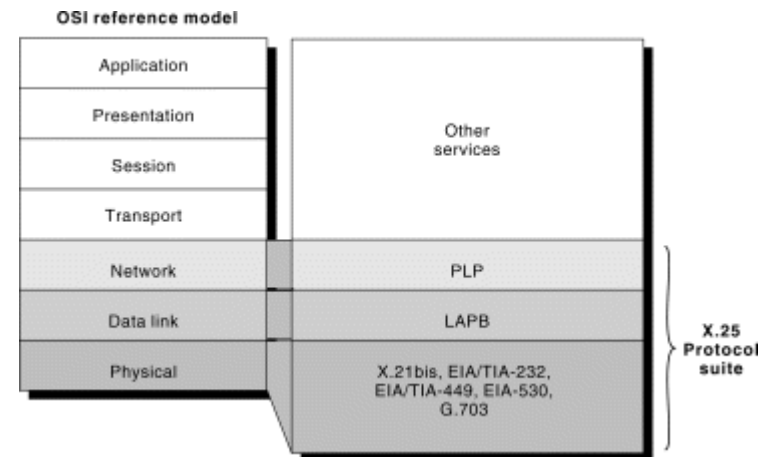 OSI reference model
Application
Presentation
Session
Transport
Network
Data link
Physical
Other
services
PLP
LAPB
X.21bis, EIA/TIA-232,
EIA/TIA-449, EIA-530,
G.703
X.25
Protocol
suite